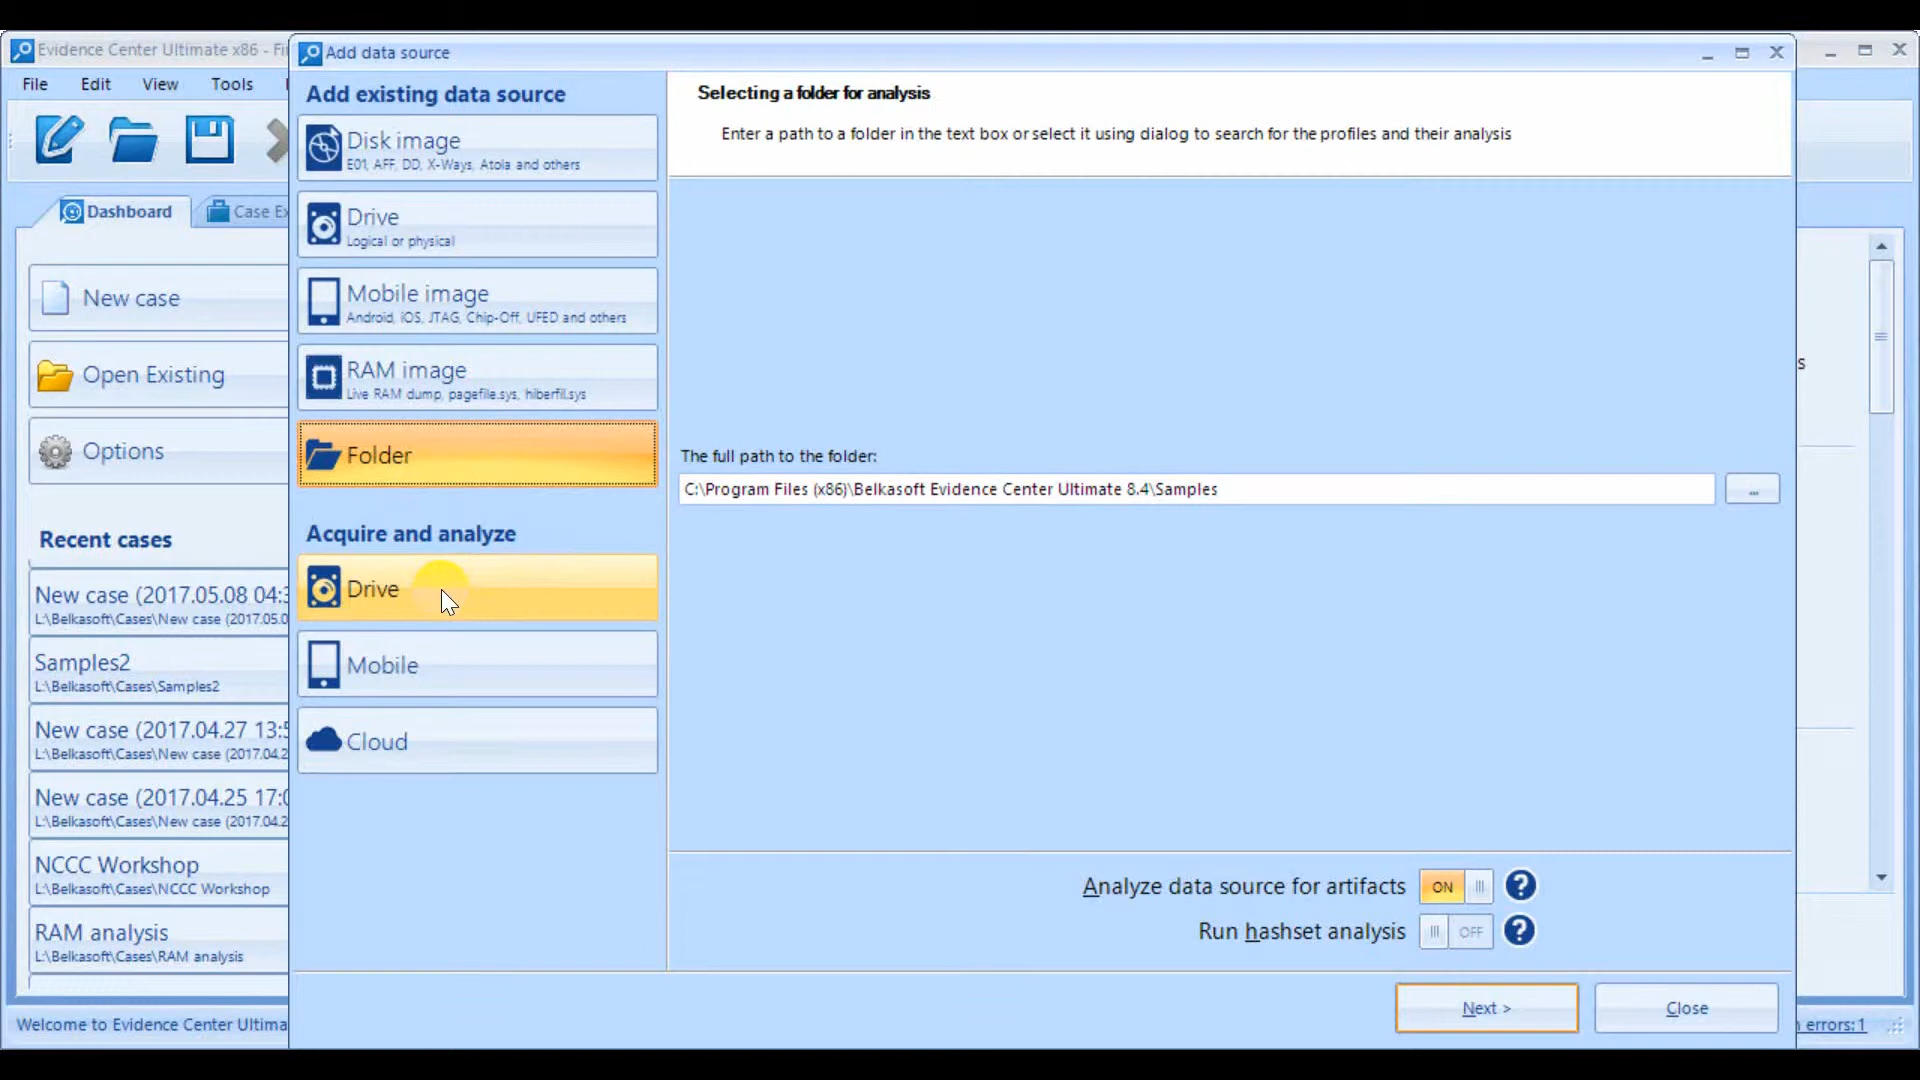 Evidence Center Ultimate x86 - Fi
File Edit View Tools
Dashboard
Case Ex
New case
Open Existing
Options
Recent cases
New case (2017.05.08 04:3
L:\Belkasoft\Cases\New case (2017.05.0
Samples2
L:\Belkasoft\Cases\Samples2
New case (2017.04.27 13:5
L:\Belkasoft\Cases\New case (2017.04.2
New case (2017.04.25 17:0
L:\Belkasoft\Cases\New case (2017.04.2
NCCC Workshop
L:\Belkasoft\Cases\NCCC Workshop
RAM analysis
L:\Belkasoft\Cases\RAM analysis
Welcome to Evidence Center Ultima
Add data source
Add existing data source
Disk image
E01, AFF, DD, X-Ways, Atola and others
Drive
Logical or physical
Mobile image
Android, iOS, JTAG, Chip-Off, UFED and others
RAM image
Live RAM dump, pagefile.sys, hiberfil.sys
Folder
Acquire and analyze
Drive
Mobile
Cloud
Selecting a folder for analysis
Enter a path to a folder in the text box or select it using dialog to search for the profiles and their analysis
The full path to the folder:
C:\Program Files (x86)\Belkasoft Evidence Center Ultimate 8.4\Samples
...
Analyze data source for artifacts ON ?
Run hashset analysis OFF ?
Next >
Close
s
errors:1